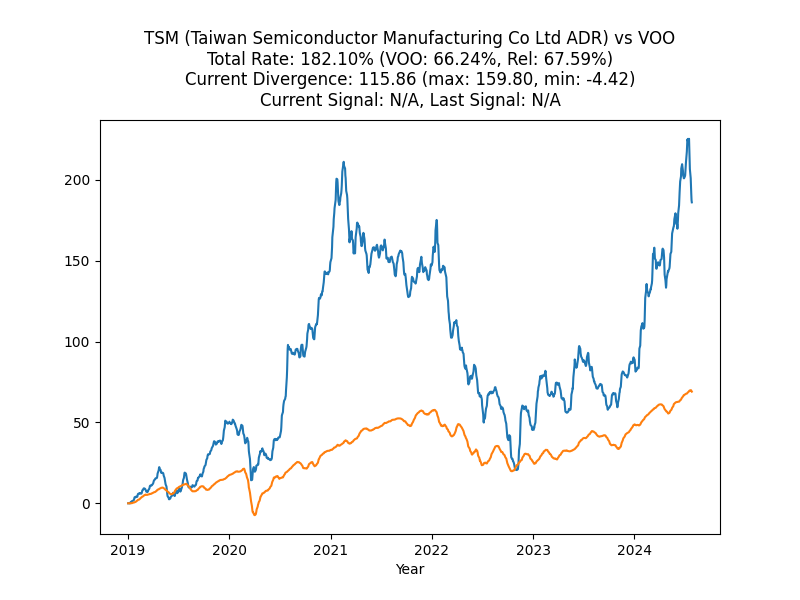 TSM (Taiwan Semiconductor Manufacturing Co Ltd ADR) vs VOO
Total Rate: 182.10% (VOO: 66.24%, Rel: 67.59%)
Current Divergence: 115.86 (max: 159.80, min: -4.42)
Current Signal: N/A, Last Signal: N/A
200
150
100
50
0
2019 2020 2021 2022 2023 2024
Year